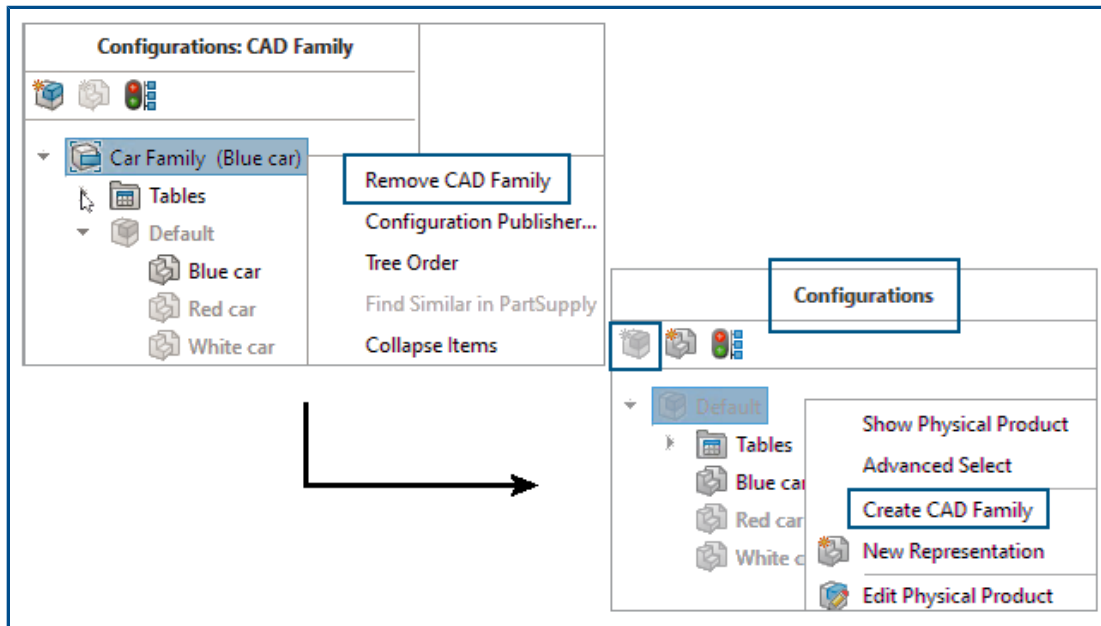 Configurations: CAD Family
Car Family (Blue car)
Tables
Default
Blue car
Red car
White car
Remove CAD Family
Configuration Publisher...
Tree Order
Find Similar in PartSupply
Collapse Items
Configurations
Default
Tables
Blue car
Red car
White c
Show Physical Product
Advanced Select
Create CAD Family
New Representation
Edit Physical Product